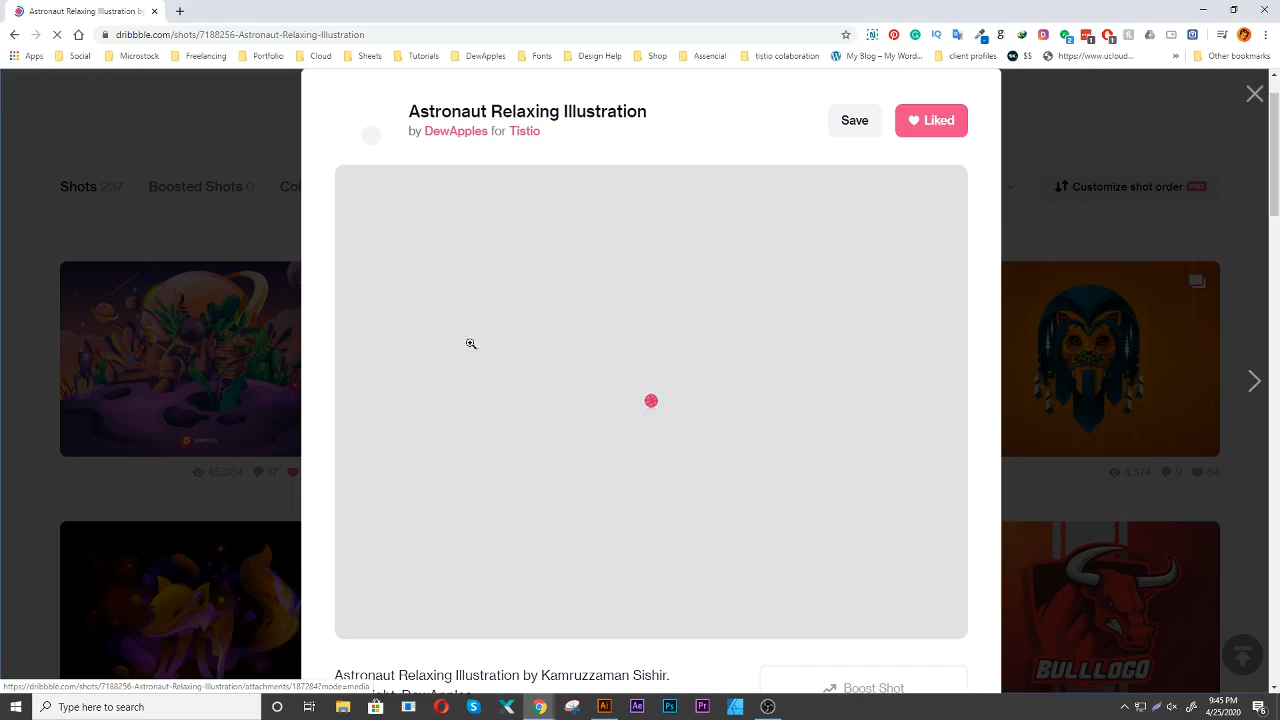 Astronaut Relaxing Illustration by
dribbble.com/shots/7188256-Astronaut-Relaxing-Illustration
Apps Social Microstock Freelancing Portfolio Cloud Sheets Tutorials DewApples Fonts Design Help Shop Assencial tistio collaboration My Blog – My Wor... client profiles $$ https://www.ucloud... » Other bookmarks
Astronaut Relaxing Illustration
by DewApples for Tistio
Save
Liked
Shots 237
Boosted Shots 0
Col
Customize shot order PRO
45,084 17
4,374 9 84
BULLLOGO
Astronaut Relaxing Illustration by Kamruzzaman Sishir.
Boost Shot
https://dribbble.com/shots/7188256-Astronaut-Relaxing-Illustration/attachments/187284?mode=media
Type here to search
9:45 PM
4/25/2020